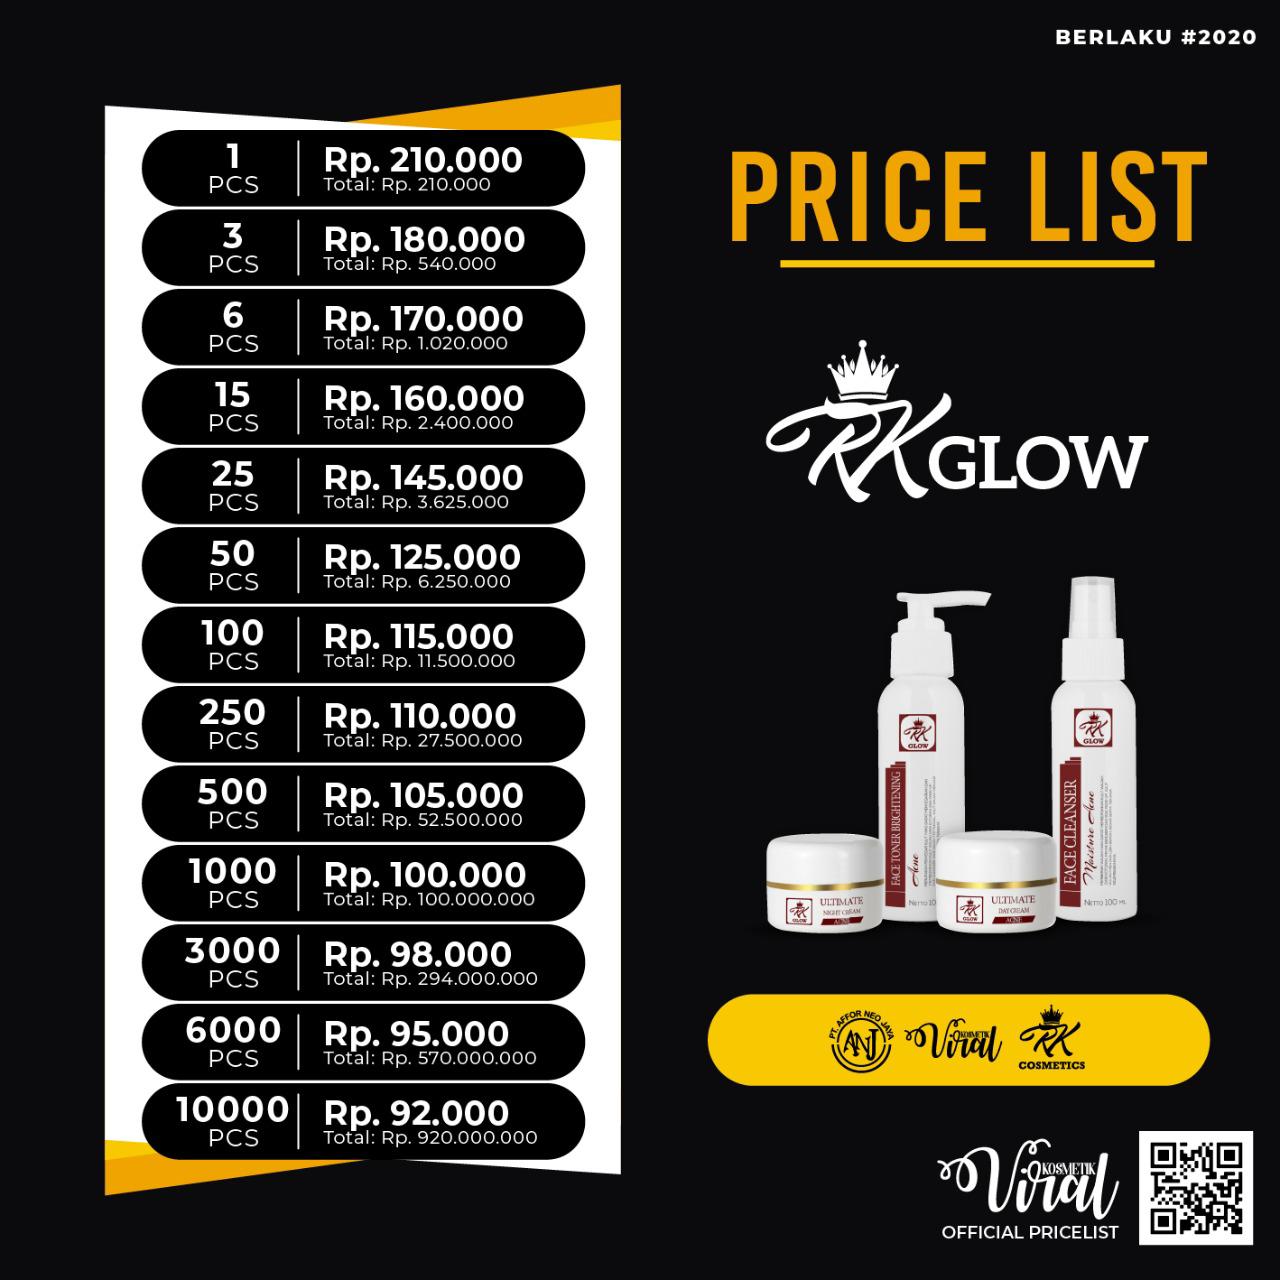 BERLAKU #2020
PRICE LIST
RK GLOW
1
PCS
Rp. 210.000
Total: Rp. 210.000
3
PCS
Rp. 180.000
Total: Rp. 540.000
6
PCS
Rp. 170.000
Total: Rp. 1.020.000
15
PCS
Rp. 160.000
Total: Rp. 2.400.000
25
PCS
Rp. 145.000
Total: Rp. 3.625.000
50
PCS
Rp. 125.000
Total: Rp. 6.250.000
100
PCS
Rp. 115.000
Total: Rp. 11.500.000
250
PCS
Rp. 110.000
Total: Rp. 27.500.000
500
PCS
Rp. 105.000
Total: Rp. 52.500.000
1000
PCS
Rp. 100.000
Total: Rp. 100.000.000
3000
PCS
Rp. 98.000
Total: Rp. 294.000.000
6000
PCS
Rp. 95.000
Total: Rp. 570.000.000
10000
PCS
Rp. 92.000
Total: Rp. 920.000.000
RK
GLOW
FACE TONER BRIGHTENING
Acne
NETTO 10
RK
GLOW
FACE CLEANSER
Moisture Acne
NETTO 100 ML
RK
GLOW
ULTIMATE
NIGHT CREAM
ACNE
RK
GLOW
ULTIMATE
DAY CREAM
ACNE
PT. AFFOR NEO JAYA
ANJ
Viral KOSMETIK
RK
COSMETICS
Viral KOSMETIK
OFFICIAL PRICELIST